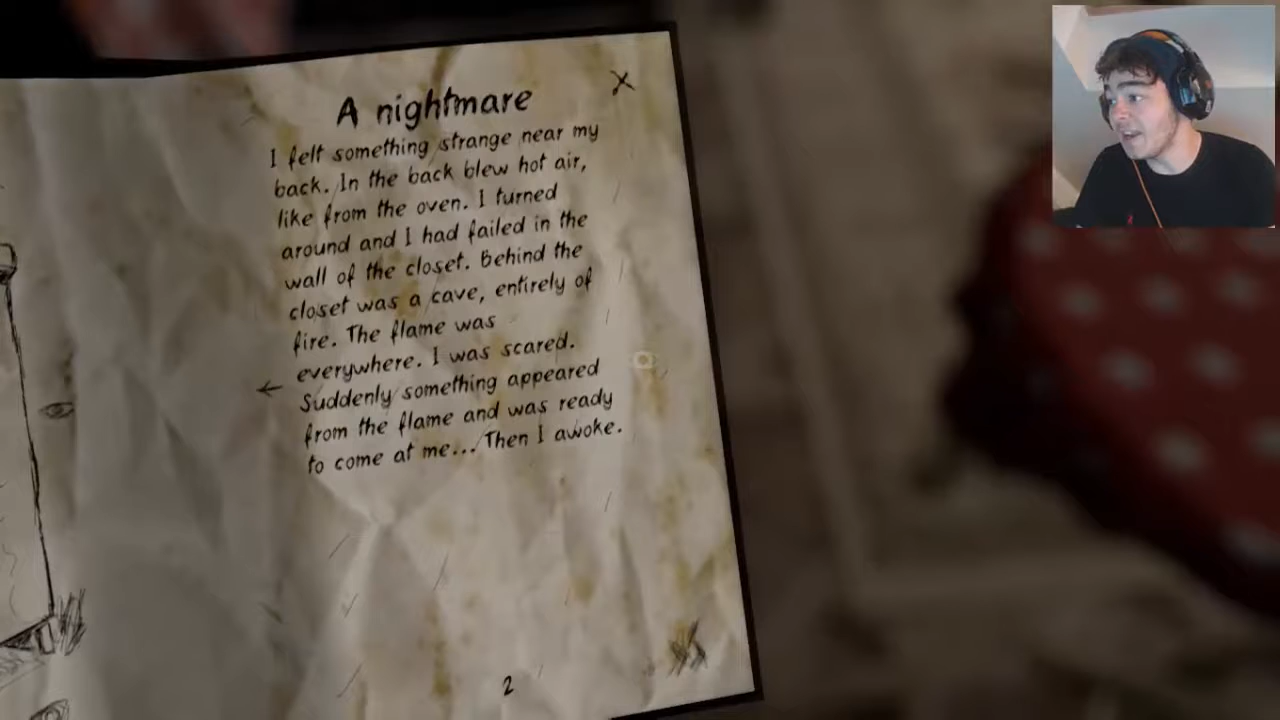 A nightmare
I felt something strange near my
back. In the back blew hot air,
like from the oven. I turned
around and I had failed in the
wall of the closet. Behind the
closet was a cave, entirely of
fire. The flame was
everywhere. I was scared.
Suddenly something appeared
from the flame and was ready
to come at me... Then I awoke.
2